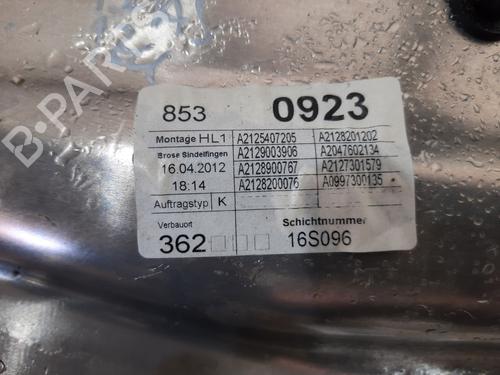 B-PARTS
853 0923
Montage HL1 A2125407205 A2128201202
Brose Sindelfingen A2129003906 A2047602134
16.04.2012 A2128900767 A2127301579
18:14 A2128200076 A0997300135
Auftragstyp K
Verbauort Schichtnummer
362 16S096